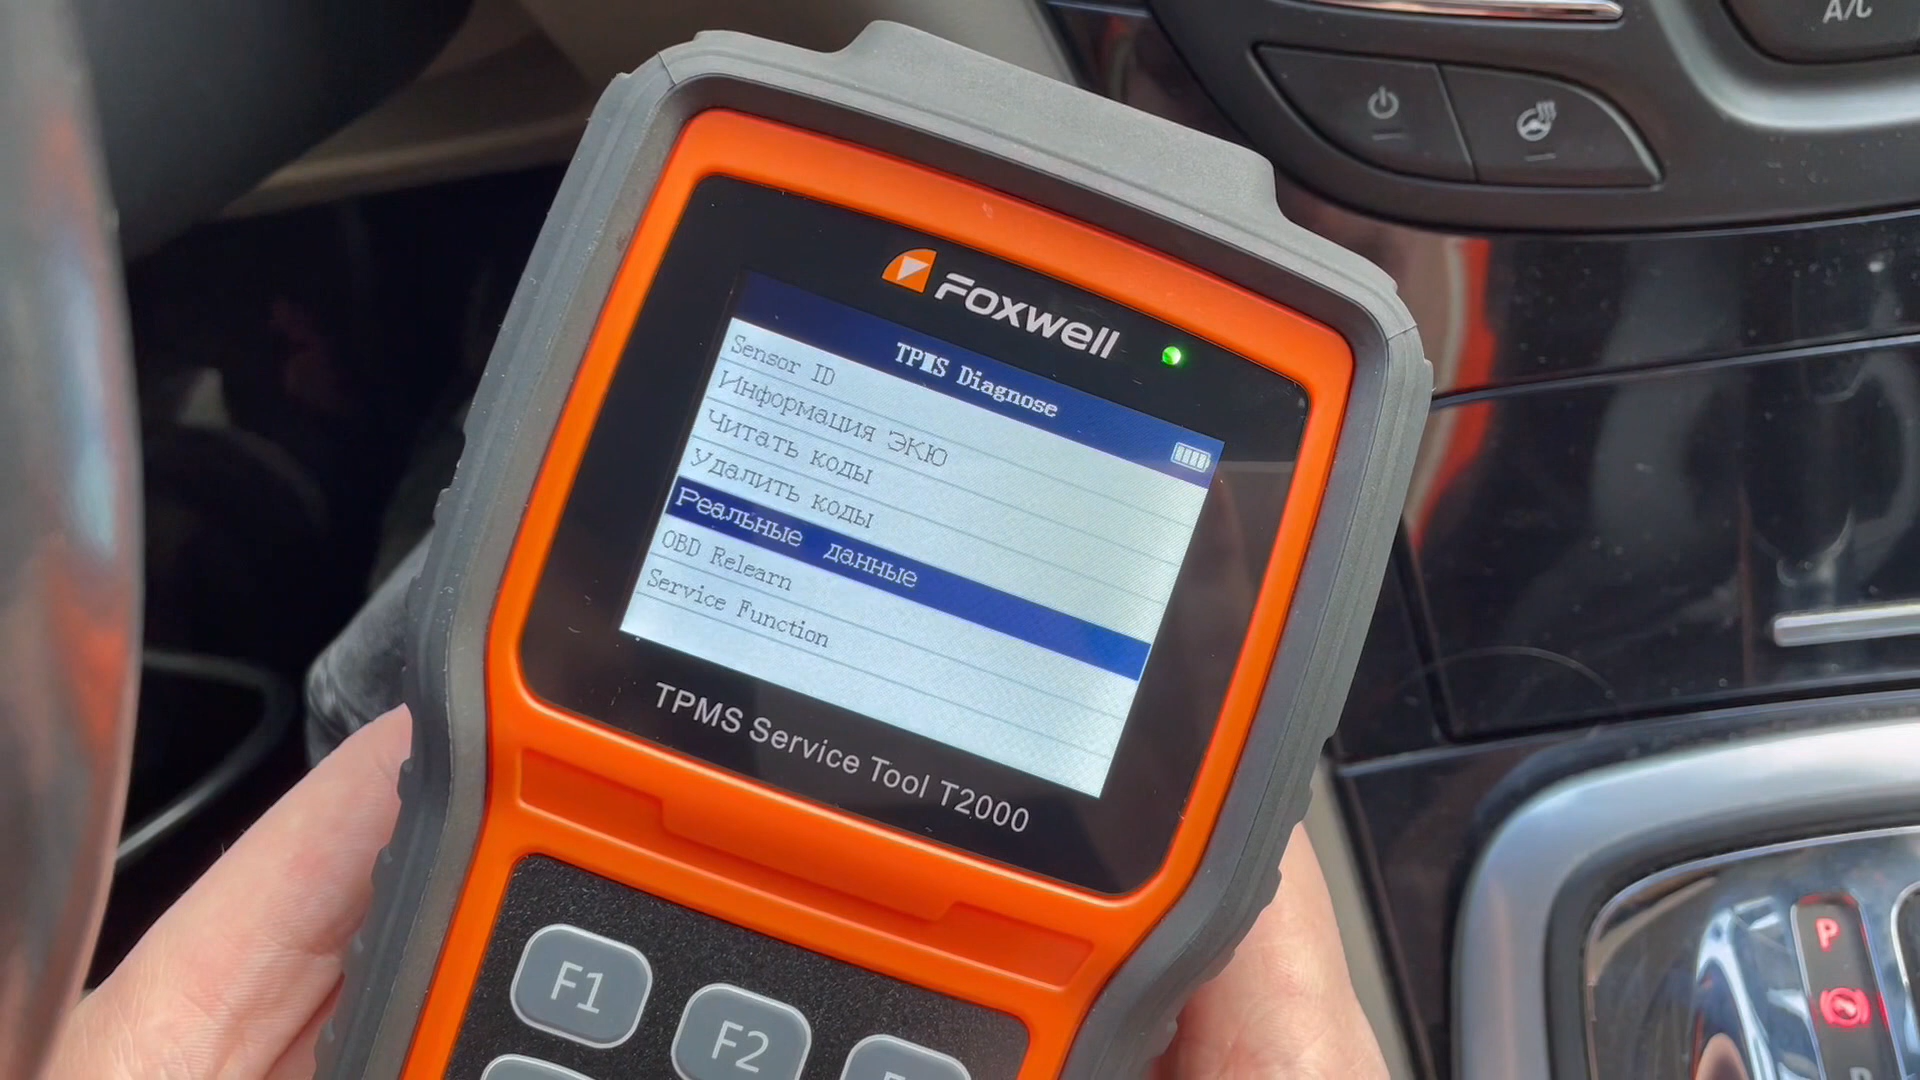 A/C
FOXWELL
TPMS Diagnose
Sensor ID
Информация ЭКЮ
Читать коды
Удалить коды
Реальные данные
OBD Relearn
Service Function
TPMS Service Tool T2000
F1
F2
P